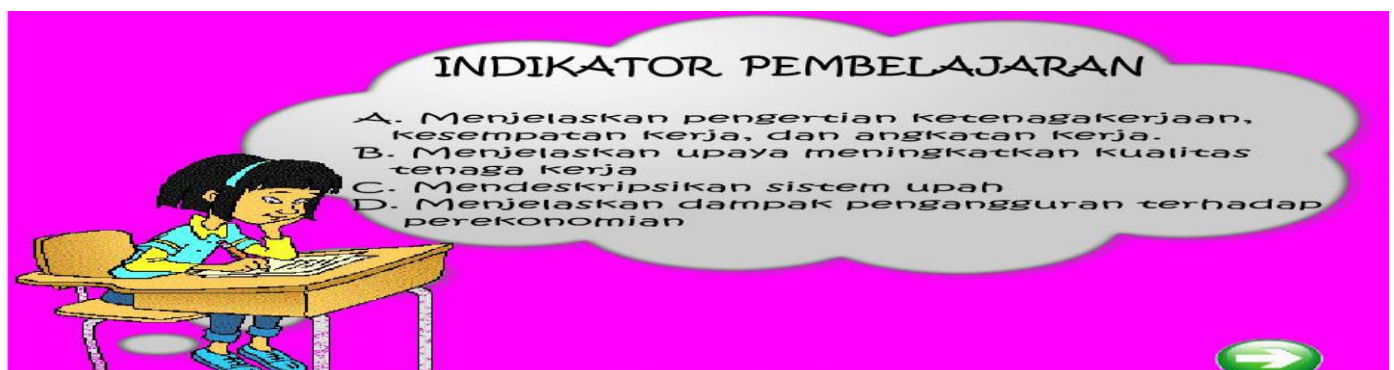 INDIKATOR PEMBELAJARAN
A. Menjelaskan pengertian ketenagakerjaan,
kesempatan kerja, dan angkatan kerja.
B. Menjelaskan upaya meningkatkan kualitas
tenaga kerja
C. Mendeskripsikan sistem upah
D. Menjelaskan dampak pengangguran terhadap
perekonomian